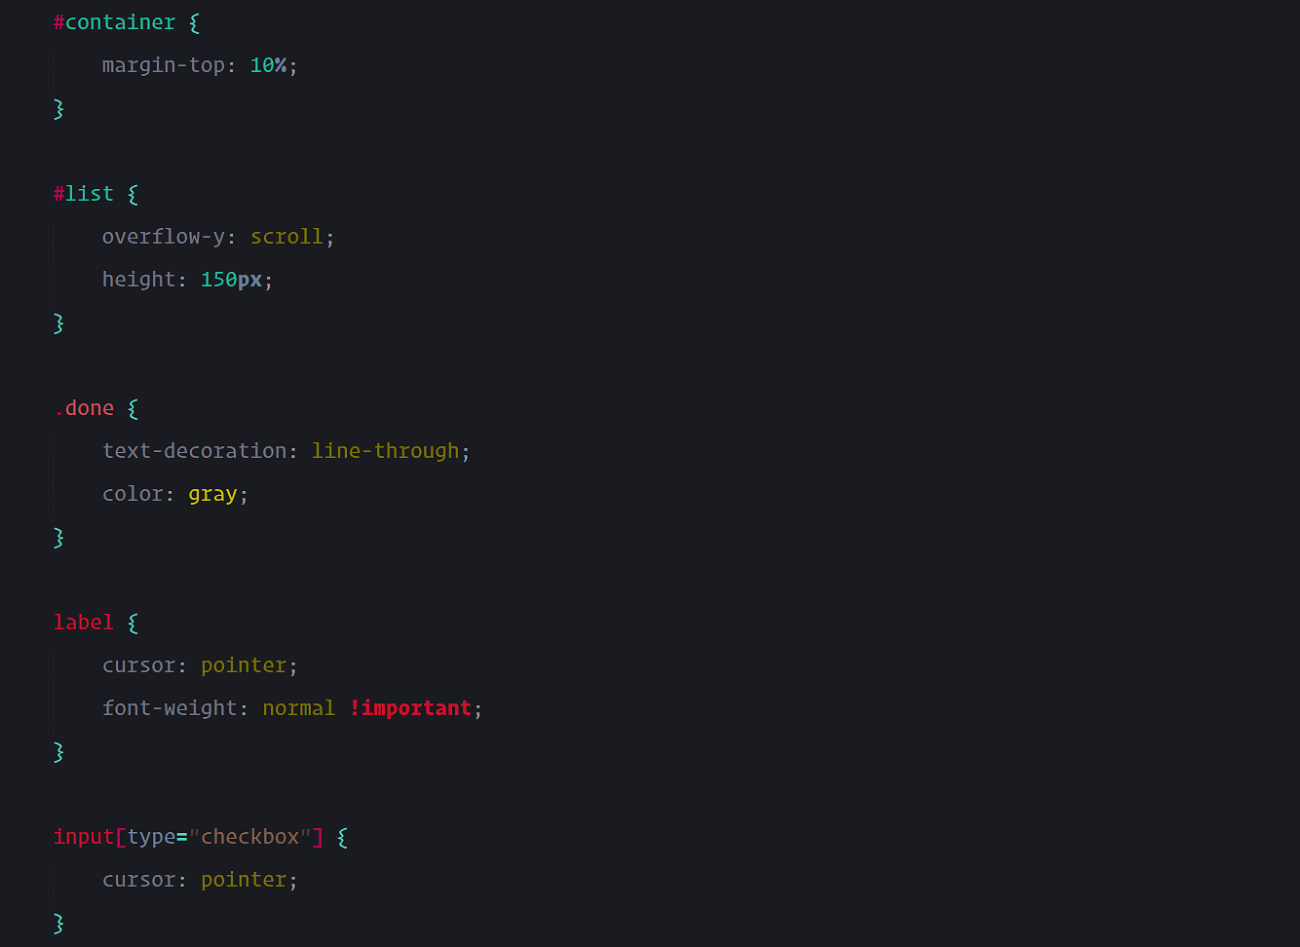 #container {
    margin-top: 10%;
}

#list {
    overflow-y: scroll;
    height: 150px;
}

.done {
    text-decoration: line-through;
    color: gray;
}

label {
    cursor: pointer;
    font-weight: normal !important;
}

input[type="checkbox"] {
    cursor: pointer;
}